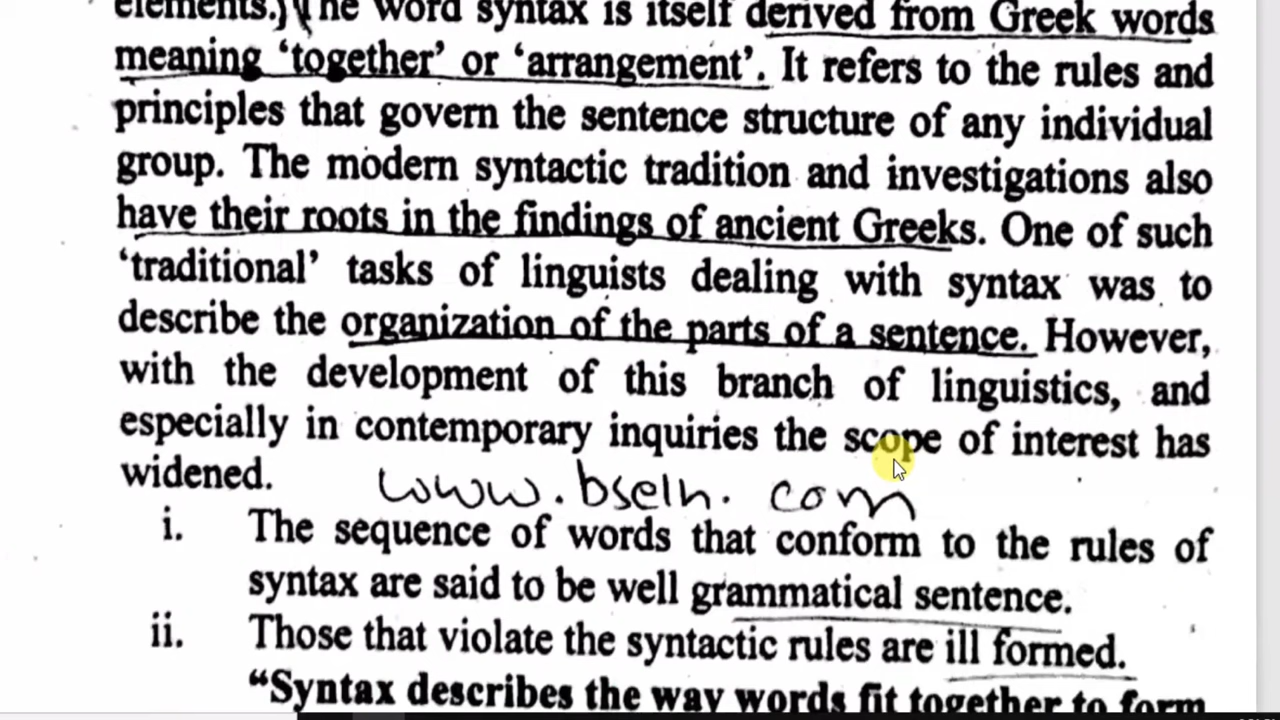 elements.) (The word syntax is itself derived from Greek words
meaning ‘together’ or ‘arrangement’. It refers to the rules and
principles that govern the sentence structure of any individual
group. The modern syntactic tradition and investigations also
have their roots in the findings of ancient Greeks. One of such
‘traditional’ tasks of linguists dealing with syntax was to
describe the organization of the parts of a sentence. However,
with the development of this branch of linguistics, and
especially in contemporary inquiries the scope of interest has
widened. www.bseln.com
i. The sequence of words that conform to the rules of
syntax are said to be well grammatical sentence.
ii. Those that violate the syntactic rules are ill formed.
“Syntax describes the way words fit together to form